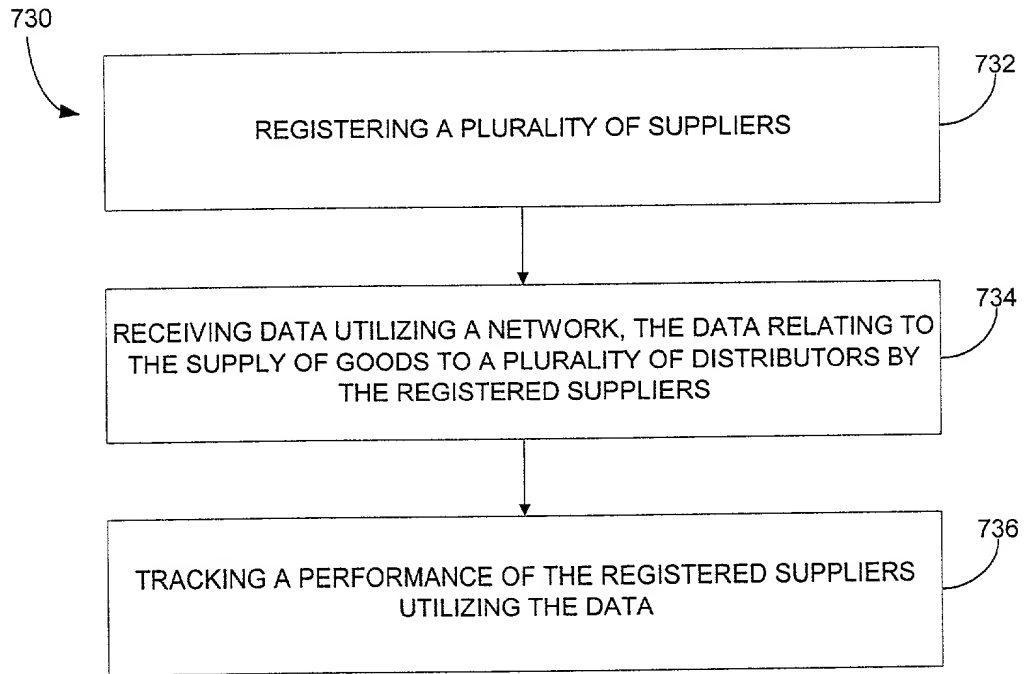 730
732
REGISTERING A PLURALITY OF SUPPLIERS
734
RECEIVING DATA UTILIZING A NETWORK, THE DATA RELATING TO
THE SUPPLY OF GOODS TO A PLURALITY OF DISTRIBUTORS BY
THE REGISTERED SUPPLIERS
736
TRACKING A PERFORMANCE OF THE REGISTERED SUPPLIERS
UTILIZING THE DATA